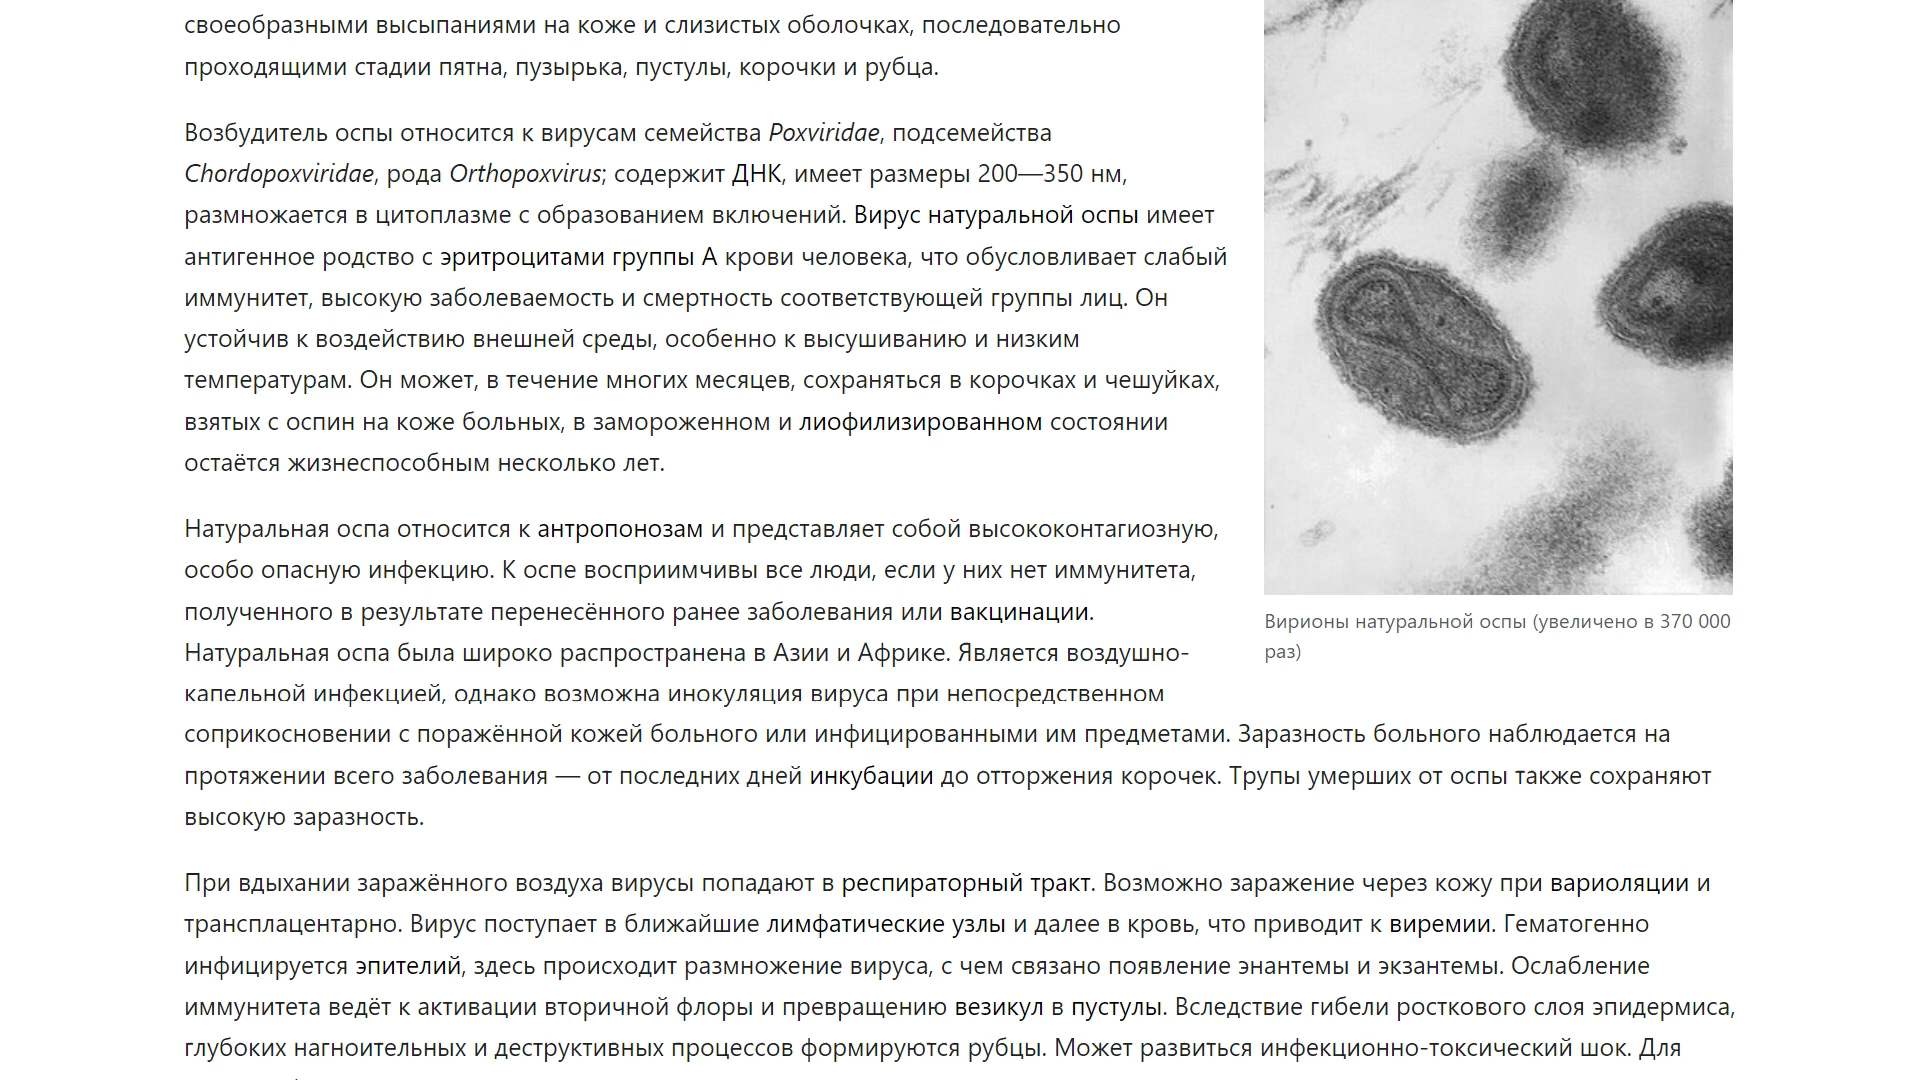 своеобразными высыпаниями на коже и слизистых оболочках, последовательно
проходящими стадии пятна, пузырька, пустулы, корочки и рубца.
Возбудитель оспы относится к вирусам семейства Poxviridae, подсемейства
Chordopoxviridae, рода Orthopoxvirus; содержит ДНК, имеет размеры 200—350 нм,
размножается в цитоплазме с образованием включений. Вирус натуральной оспы имеет
антигенное родство с эритроцитами группы А крови человека, что обусловливает слабый
иммунитет, высокую заболеваемость и смертность соответствующей группы лиц. Он
устойчив к воздействию внешней среды, особенно к высушиванию и низким
температурам. Он может, в течение многих месяцев, сохраняться в корочках и чешуйках,
взятых с оспин на коже больных, в замороженном и лиофилизированном состоянии
остаётся жизнеспособным несколько лет.
Натуральная оспа относится к антропонозам и представляет собой высококонтагиозную,
особо опасную инфекцию. К оспе восприимчивы все люди, если у них нет иммунитета,
полученного в результате перенесённого ранее заболевания или вакцинации.
Натуральная оспа была широко распространена в Азии и Африке. Является воздушно-
капельной инфекцией, однако возможна инокуляция вируса при непосредственном
соприкосновении с поражённой кожей больного или инфицированными им предметами. Заразность больного наблюдается на
протяжении всего заболевания — от последних дней инкубации до отторжения корочек. Трупы умерших от оспы также сохраняют
высокую заразность.
При вдыхании заражённого воздуха вирусы попадают в респираторный тракт. Возможно заражение через кожу при вариоляции и
трансплацентарно. Вирус поступает в ближайшие лимфатические узлы и далее в кровь, что приводит к виремии. Гематогенно
инфицируется эпителий, здесь происходит размножение вируса, с чем связано появление энантемы и экзантемы. Ослабление
иммунитета ведёт к активации вторичной флоры и превращению везикул в пустулы. Вследствие гибели росткового слоя эпидермиса,
глубоких нагноительных и деструктивных процессов формируются рубцы. Может развиться инфекционно-токсический шок. Для
Вирионы натуральной оспы (увеличено в 370 000
раз)